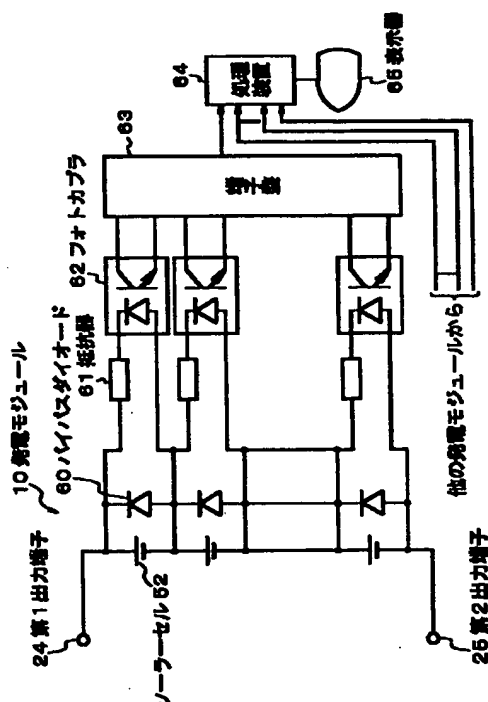 24 第1出力端子
10 発電モジュール
60 バイパスダイオード
61 抵抗器
62 フォトカプラ
63
端子盤
64
処理
装置
65 表示器
ソーラーセル 52
25 第2出力端子
他の発電モジュールから